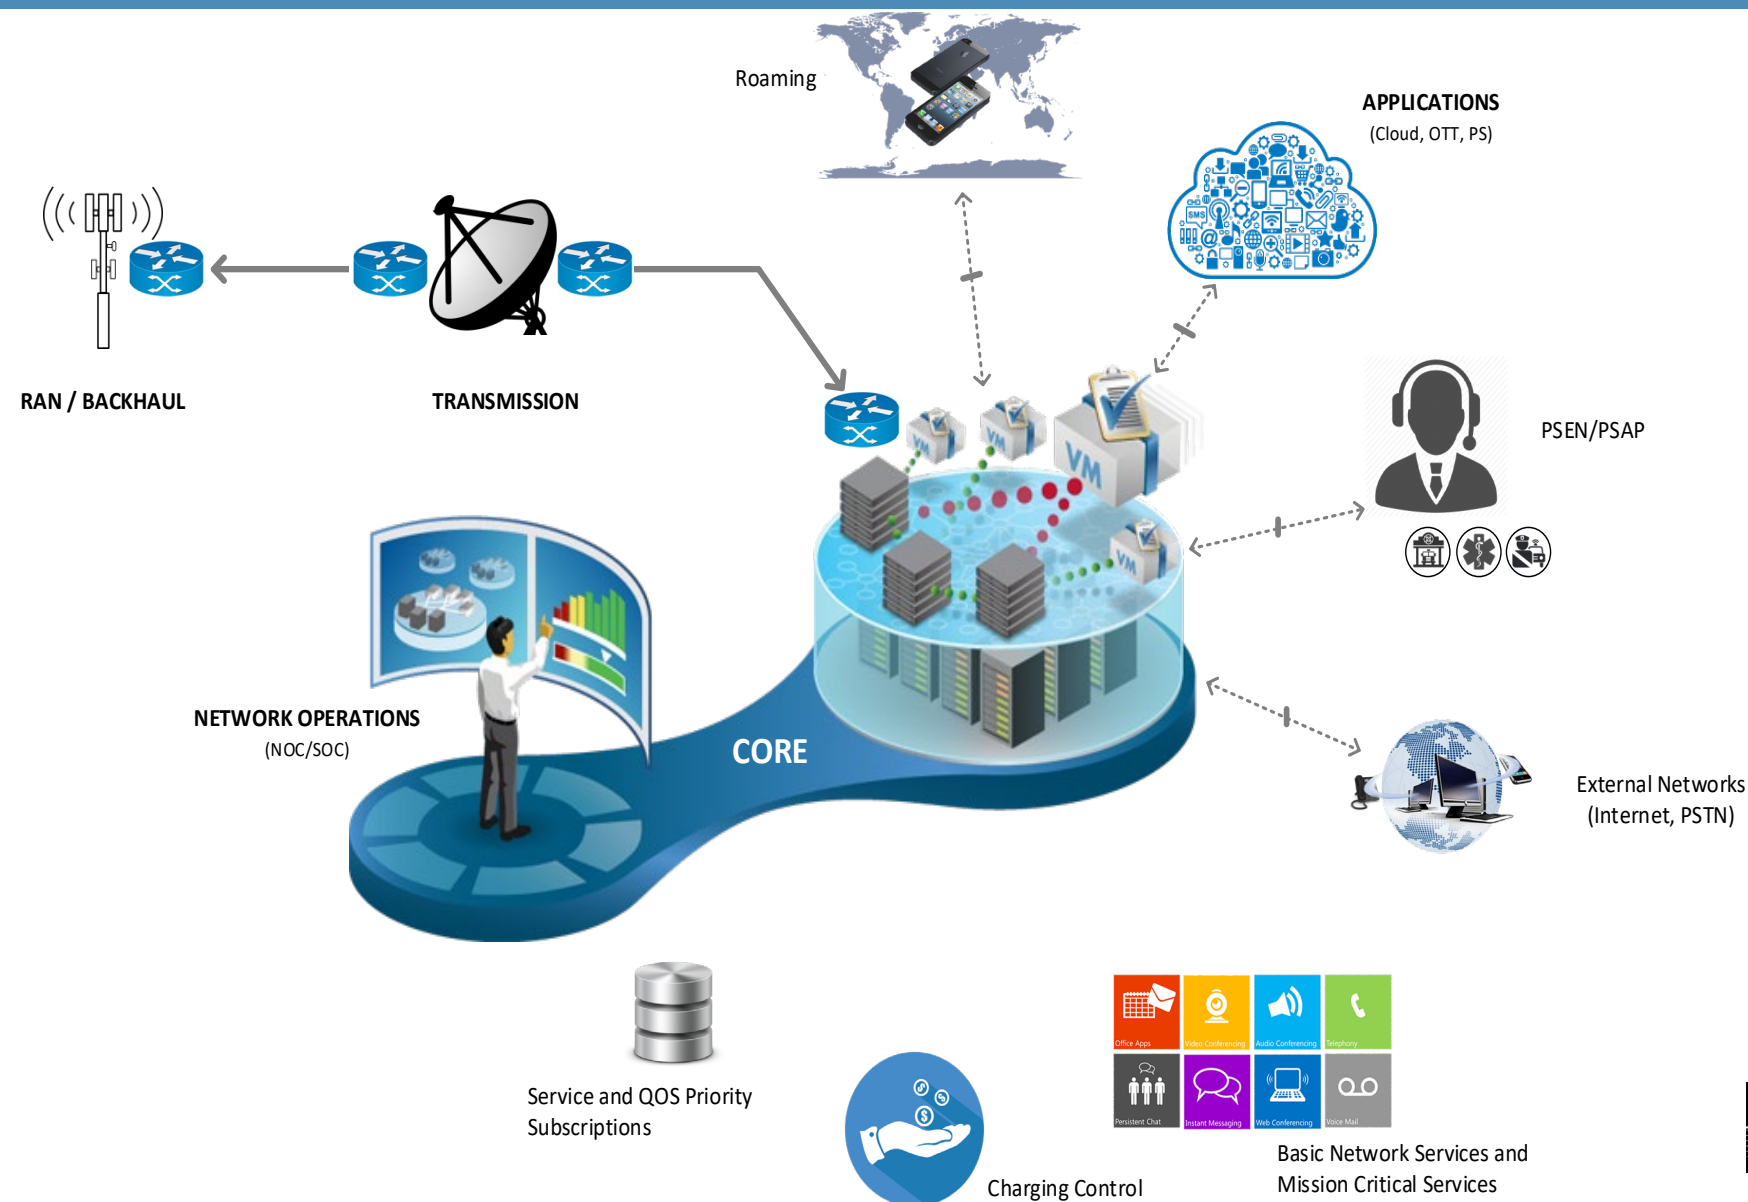 Roaming
APPLICATIONS
(Cloud, OTT, PS)
RAN / BACKHAUL
TRANSMISSION
SMS
@
VM
VM
VM
VM
PSEN/PSAP
NETWORK OPERATIONS
(NOC/SOC)
CORE
External Networks
(Internet, PSTN)
Service and QOS Priority
Subscriptions
Office Apps
Video Conferencing
Audio Conferencing
Telephony
Persistent Chat
Instant Messaging
Web Conferencing
Voice Mail
Basic Network Services and
Mission Critical Services
Charging Control